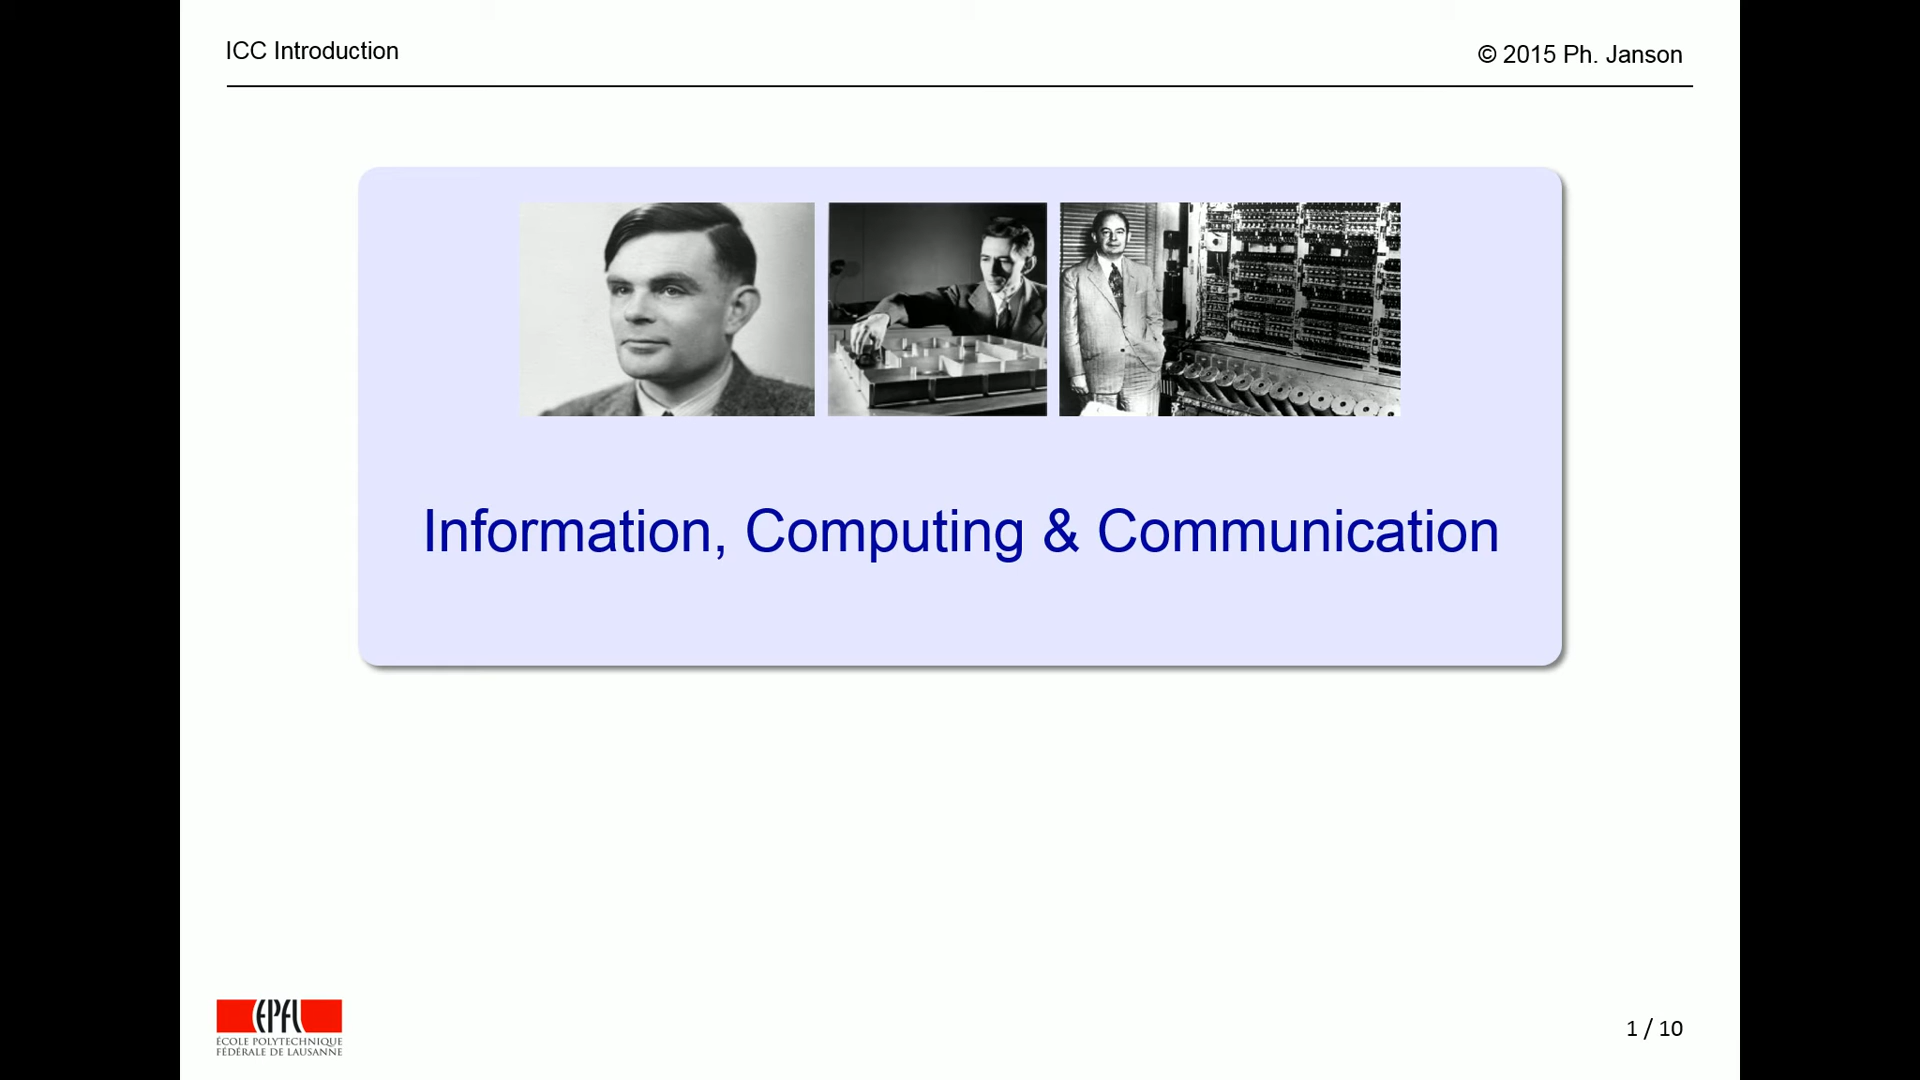 ICC Introduction
© 2015 Ph. Janson
Information, Computing & Communication
EPFL
ÉCOLE POLYTECHNIQUE
FÉDÉRALE DE LAUSANNE
1 / 10